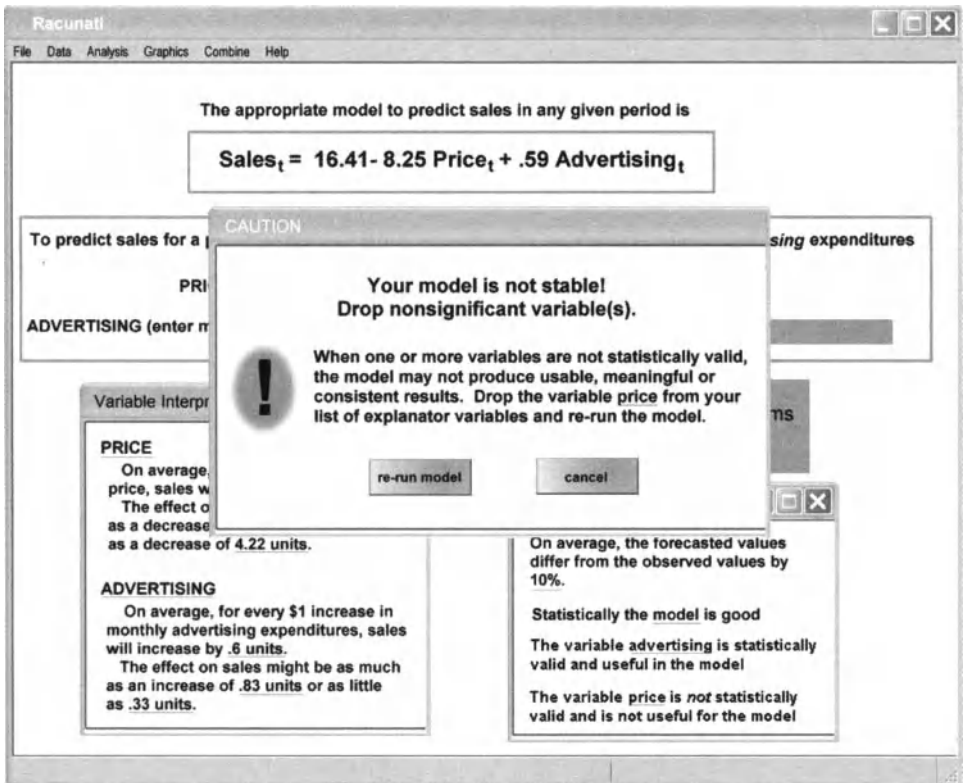 Racunati
File Data Analysis Graphics Combine Help
The appropriate model to predict sales in any given period is
Salesₜ = 16.41- 8.25 Priceₜ + .59 Advertisingₜ
To predict sales for a
sing expenditures
ADVERTISING (enter
CAUTION
Your model is not stable!
Drop nonsignificant variable(s).
!
When one or more variables are not statistically valid,
the model may not produce usable, meaningful or
consistent results. Drop the variable price from your
list of explanator variables and re-run the model.
re-run model
cancel
Variable
PRICE
On average,
price, sales
The effect
as a decrease
as a decrease of 4.22 units.
ADVERTISING
On average, for every $1 increase in
monthly advertising expenditures, sales
will increase by .6 units.
The effect on sales might be as much
as an increase of .83 units or as little
as .33 units.
On average, the forecasted values
differ from the observed values by
10%.
Statistically the model is good
The variable advertising is statistically
valid and useful in the model
The variable price is not statistically
valid and is not useful for the model